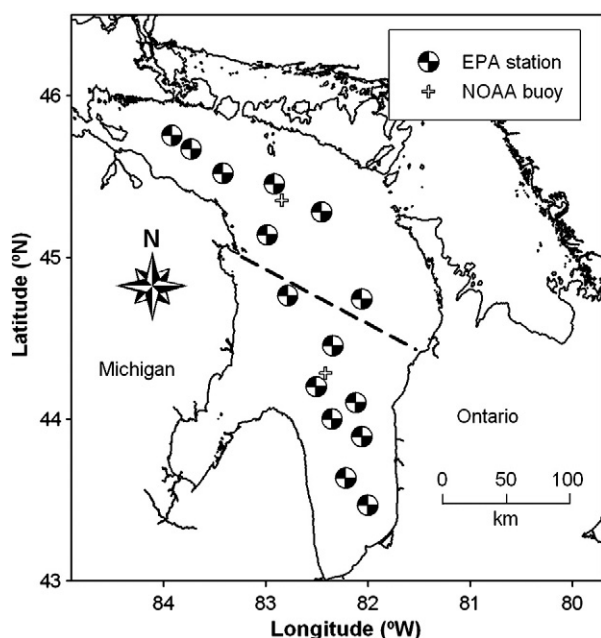 EPA station
NOAA buoy
46
45
44
43
Latitude (ºN)
N
Michigan
Ontario
0 50 100
km
84 83 82 81 80
Longitude (ºW)